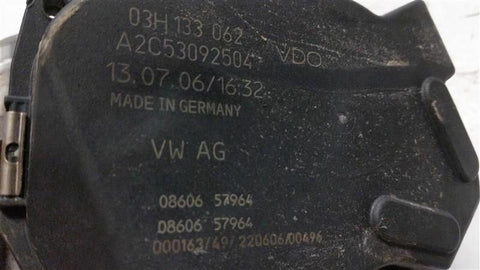 03H 133 062
A2C53092504 VDO
13.07.06/16:32
MADE IN GERMANY
VW AG
08606 57964
08606 57964
000163/49/220606/00496